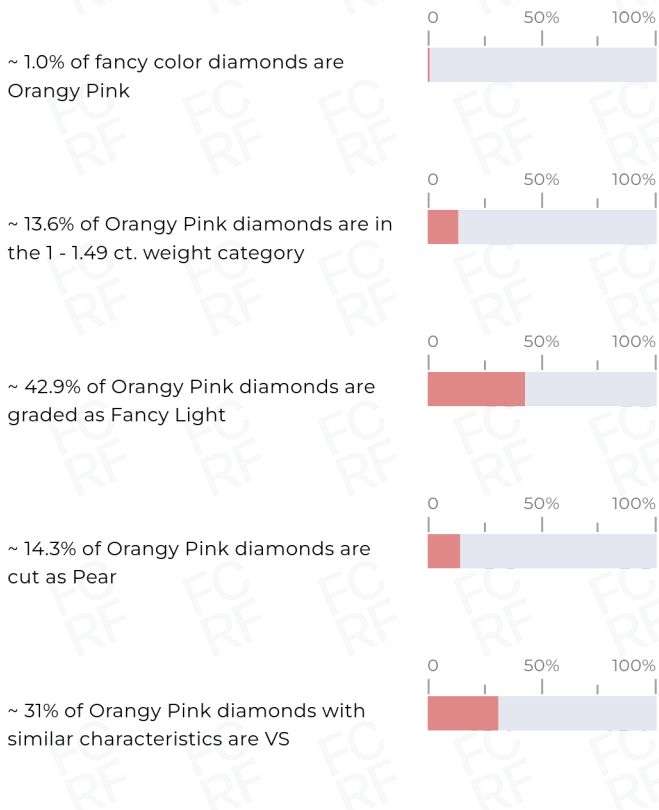 0 50% 100%
~ 1.0% of fancy color diamonds are
Orangy Pink
0 50% 100%
~ 13.6% of Orangy Pink diamonds are in
the 1 - 1.49 ct. weight category
0 50% 100%
~ 42.9% of Orangy Pink diamonds are
graded as Fancy Light
0 50% 100%
~ 14.3% of Orangy Pink diamonds are
cut as Pear
0 50% 100%
~ 31% of Orangy Pink diamonds with
similar characteristics are VS
FC
RF